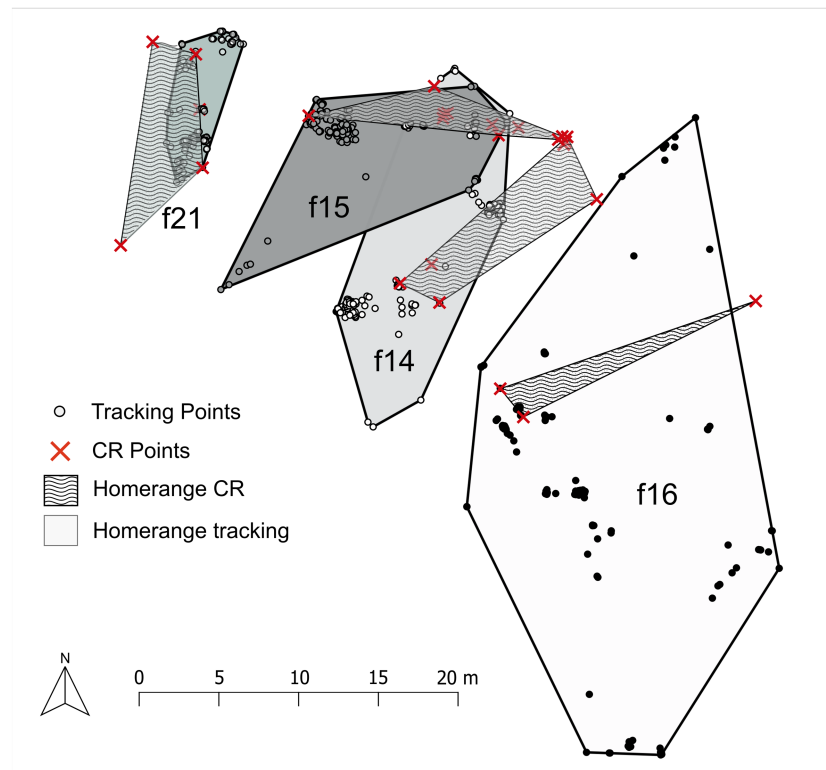 f21
f15
f14
Tracking Points
CR Points
Homerange CR
f16
Homerange tracking
N
0 5 10 15 20 m